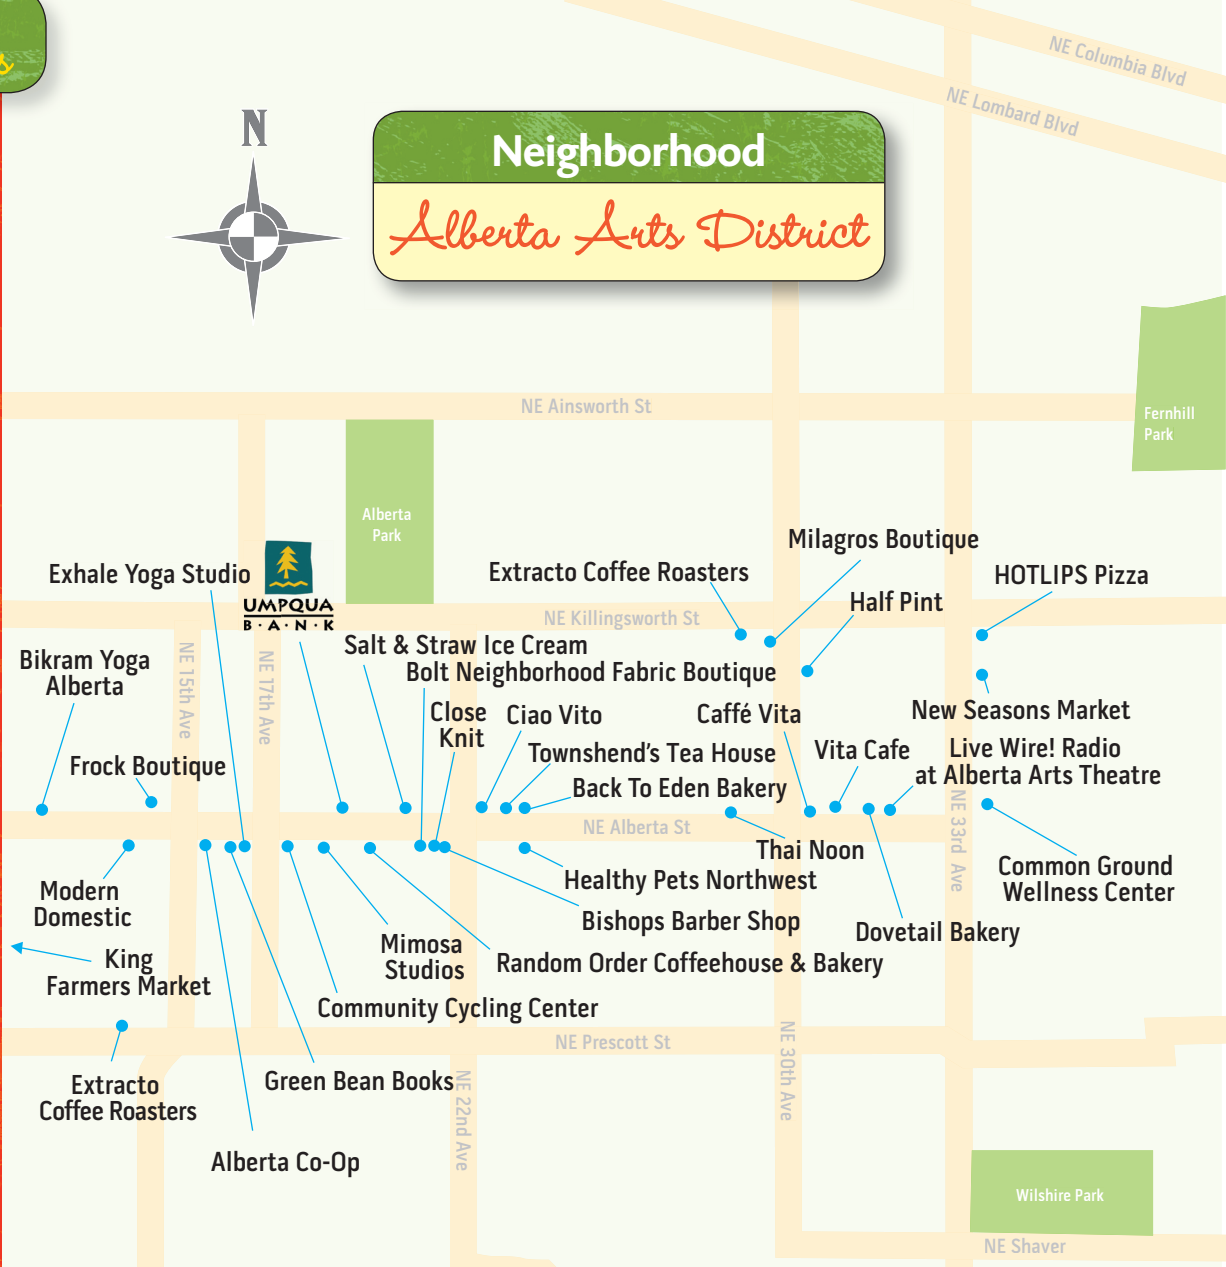 &
NE Columbia Blvd
NE Lombard Blvd
N
Neighborhood
Alberta Arts District
NE Ainsworth St
Fernhill
Park
Alberta
Park
Milagros Boutique
Exhale Yoga Studio
Extracto Coffee Roasters
HOTLIPS Pizza
UMPQUA
B·A·N·K
Half Pint
NE Killingsworth St
Salt & Straw Ice Cream
Bikram Yoga
Alberta
NE 15th Ave
NE 17th Ave
Bolt Neighborhood Fabric Boutique
Close
Knit
Ciao Vito
Caffé Vita
New Seasons Market
Townshend's Tea House
Vita Cafe
Live Wire! Radio
at Alberta Arts Theatre
Frock Boutique
Back To Eden Bakery
NE Alberta St
NE 33rd Ave
Thai Noon
Common Ground
Wellness Center
Healthy Pets Northwest
Modern
Domestic
Bishops Barber Shop
Dovetail Bakery
Mimosa
Studios
Random Order Coffeehouse & Bakery
King
Farmers Market
Community Cycling Center
NE Prescott St
NE 30th Ave
Extracto
Coffee Roasters
Green Bean Books
NE 22nd Ave
Alberta Co-Op
Wilshire Park
NE Shaver